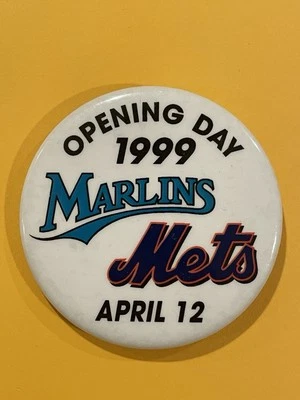 OPENING DAY
1999
MARLINS
Mets
APRIL 12